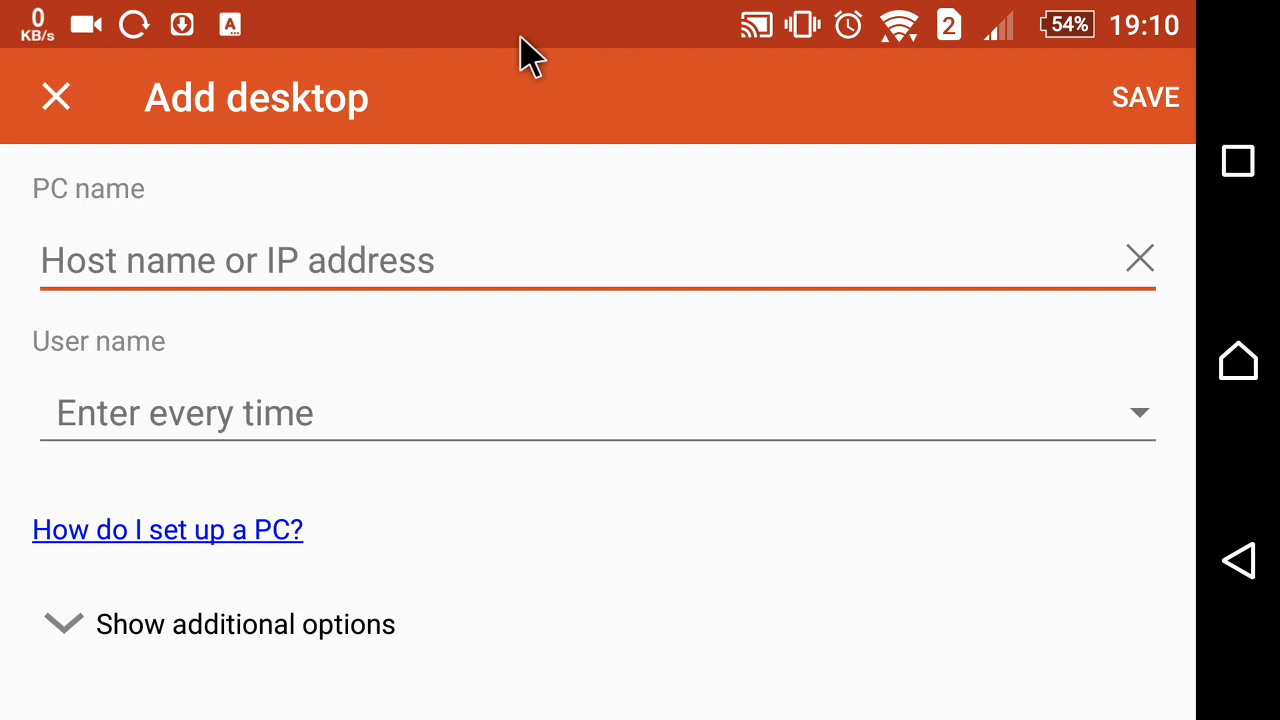 0
KB/s
A...
2
54%
19:10
Add desktop
SAVE
PC name
Host name or IP address
User name
Enter every time
How do I set up a PC?
Show additional options